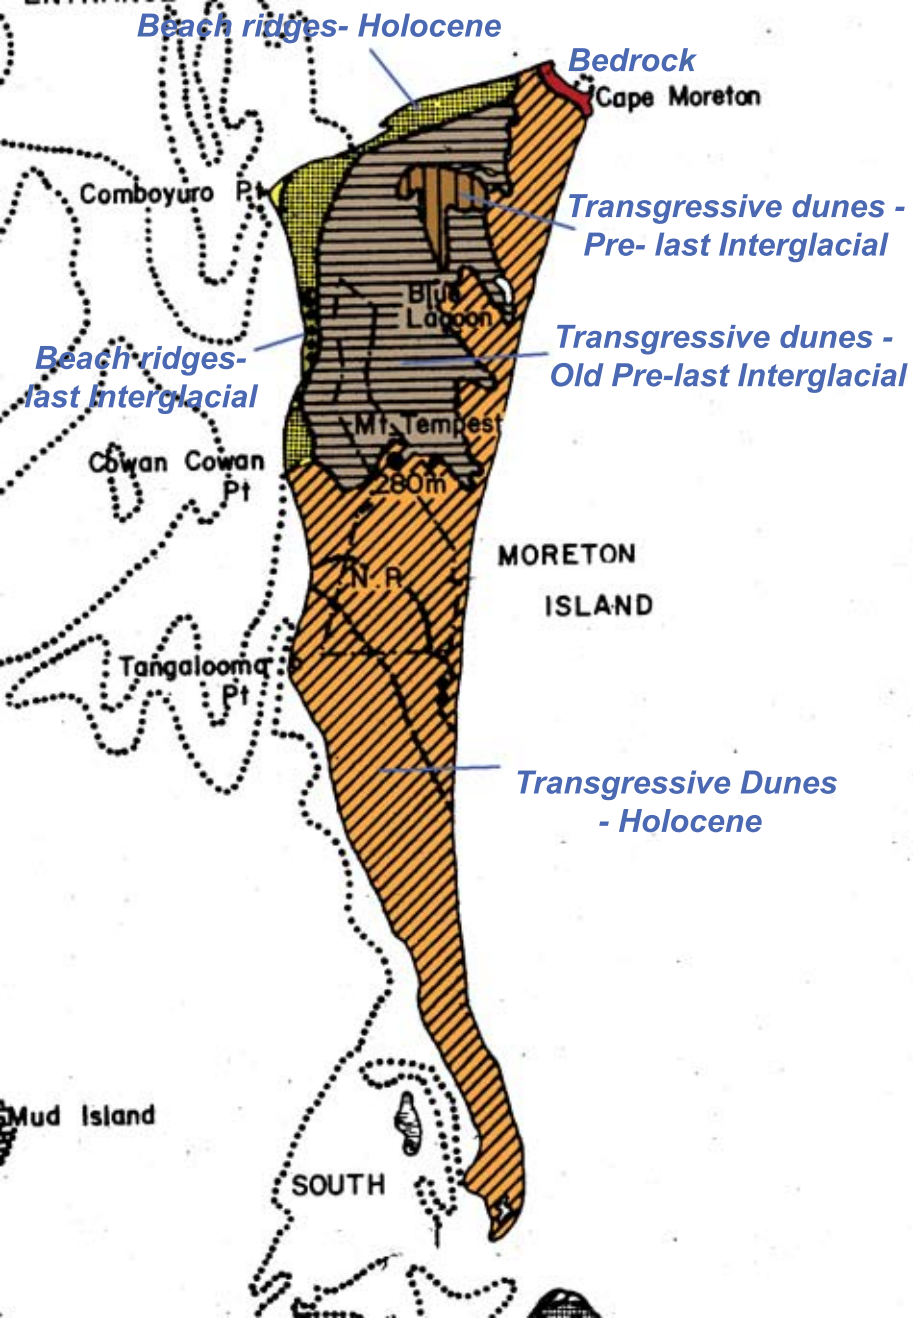 ENTRANCE
Beach ridges- Holocene
Bedrock
Cape Moreton
Comboyuro Pt
Transgressive dunes -
Pre- last Interglacial
Blue
Lagoon
Transgressive dunes -
Old Pre-last Interglacial
Beach ridges-
last Interglacial
Mt. Tempest
Cowan Cowan
Pt
280m
MORETON
ISLAND
N. P.
Tangalooma
Pt
Transgressive Dunes
- Holocene
Mud Island
SOUTH